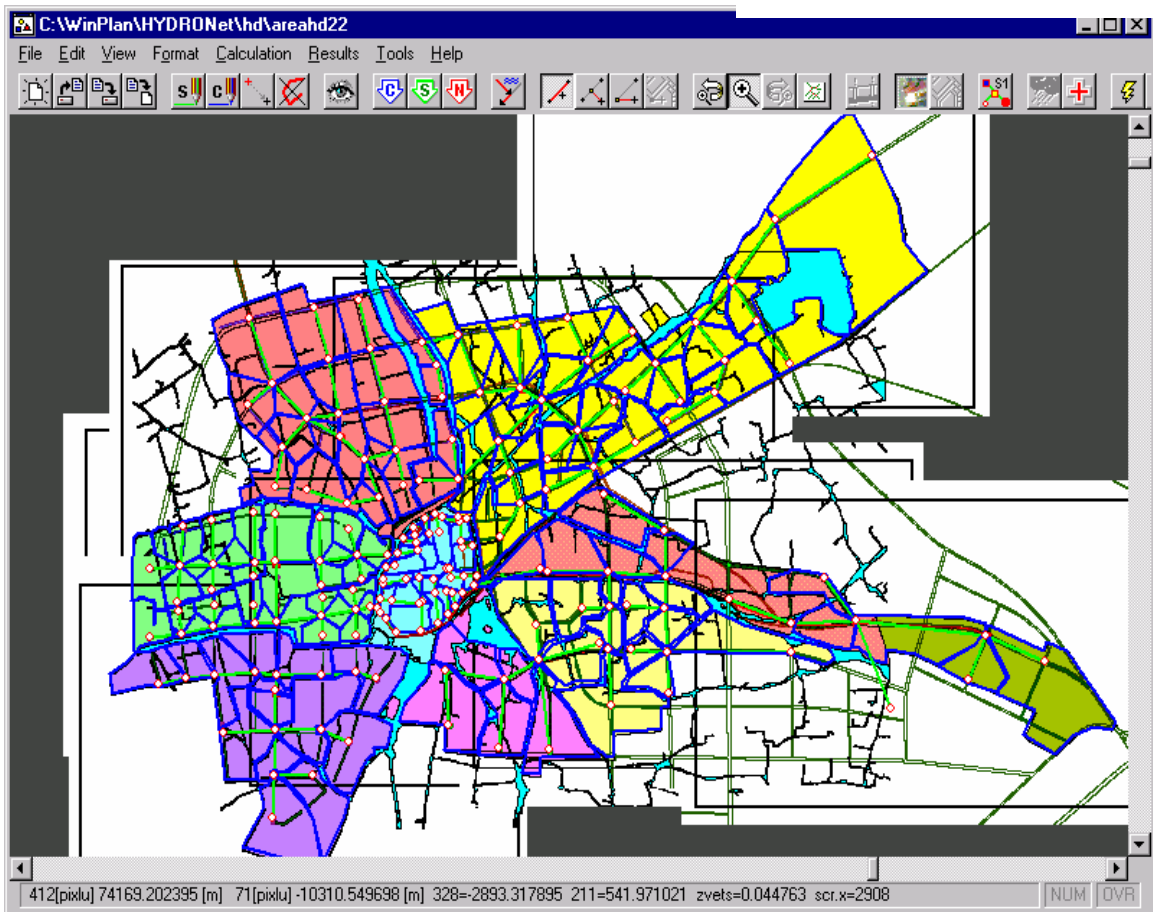 C:\WinPlan\HYDRONet\hd\areahd22
File Edit View Format Calculation Results Tools Help
S C C S N S1
412[pixlu] 74169.202395 [m] 71[pixlu] -10310.549698 [m] 328=-2893.317895 211=541.971021 zvets=0.044763 scr.x=2908 NUM OVR